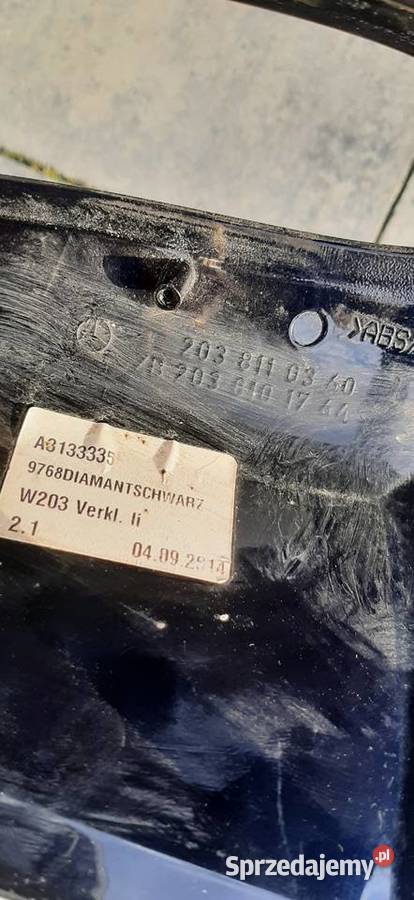 203 811 03 40
203 810 17 64
A3133335
9768DIAMANTSCHWARZ
W203 Verkl. li
2.1 04.09.2014
Sprzedajemy.pl